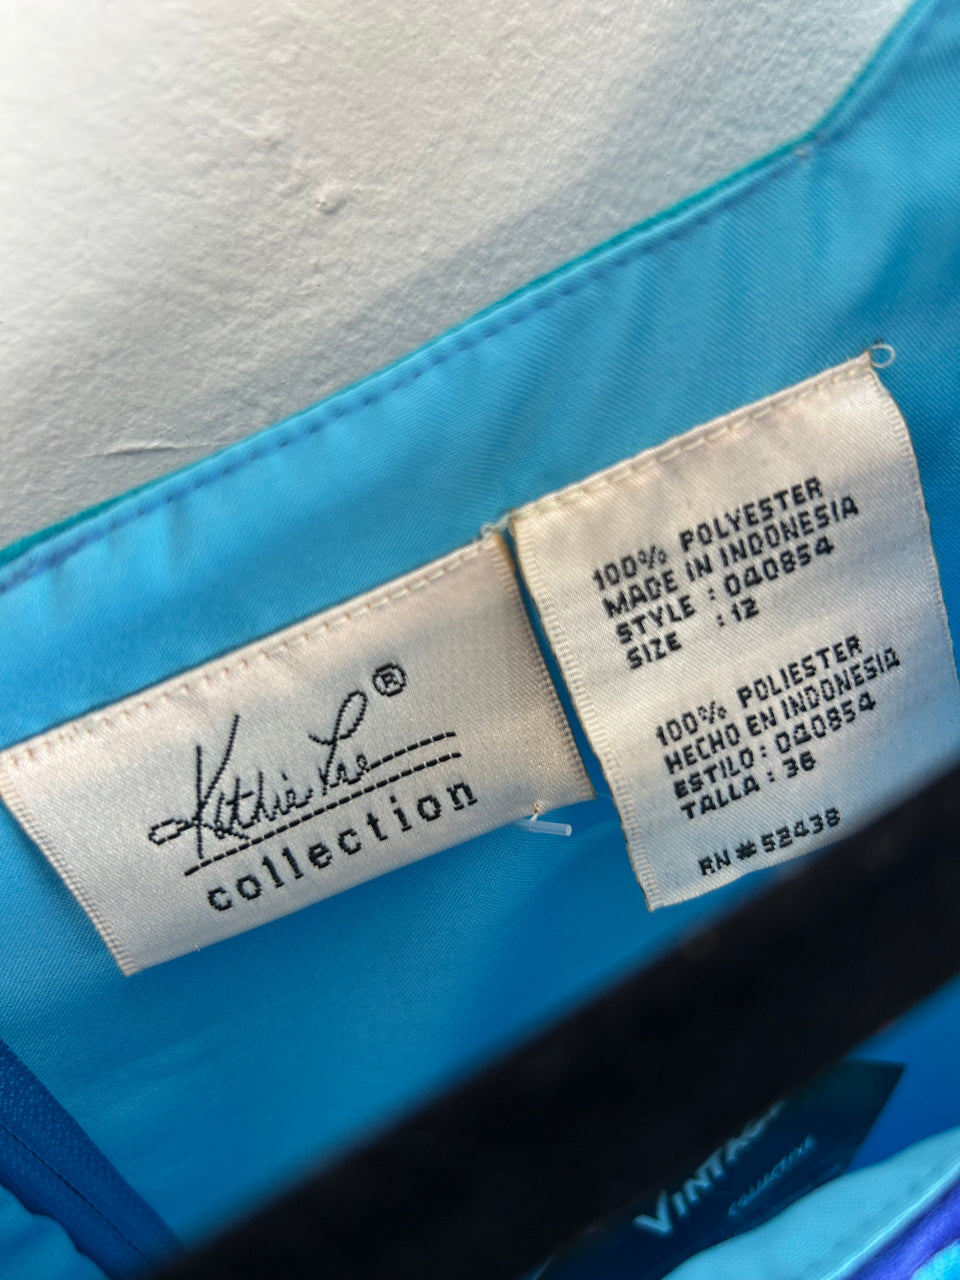 Kathie Lee®
collection
100% POLYESTER
MADE IN INDONESIA
STYLE : 040854
SIZE : 12
100% POLIESTER
HECHO EN INDONESIA
ESTILO : 040854
TALLA : 36
RN # 52438